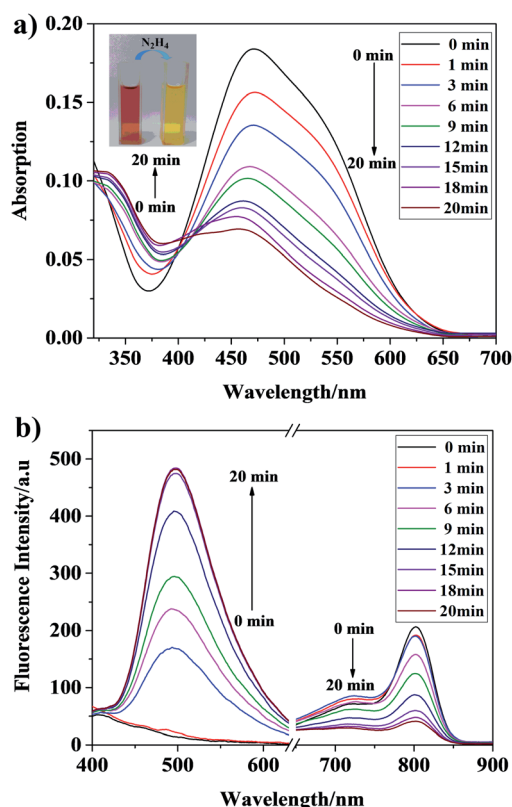 a)
N₂H₄
0 min
20 min
20 min
0 min
0 min
1 min
3 min
6 min
9 min
12min
15min
18min
20min
0.20
0.15
0.10
0.05
0.00
Absorption
350 400 450 500 550 600 650 700
Wavelength/nm
b)
20 min
0 min
0 min
20 min
0 min
1 min
3 min
6 min
9 min
12min
15min
18min
20min
500
400
300
200
100
50
0
Fluorescence Intensity/a.u
400 500 600 700 800 900
Wavelength/nm